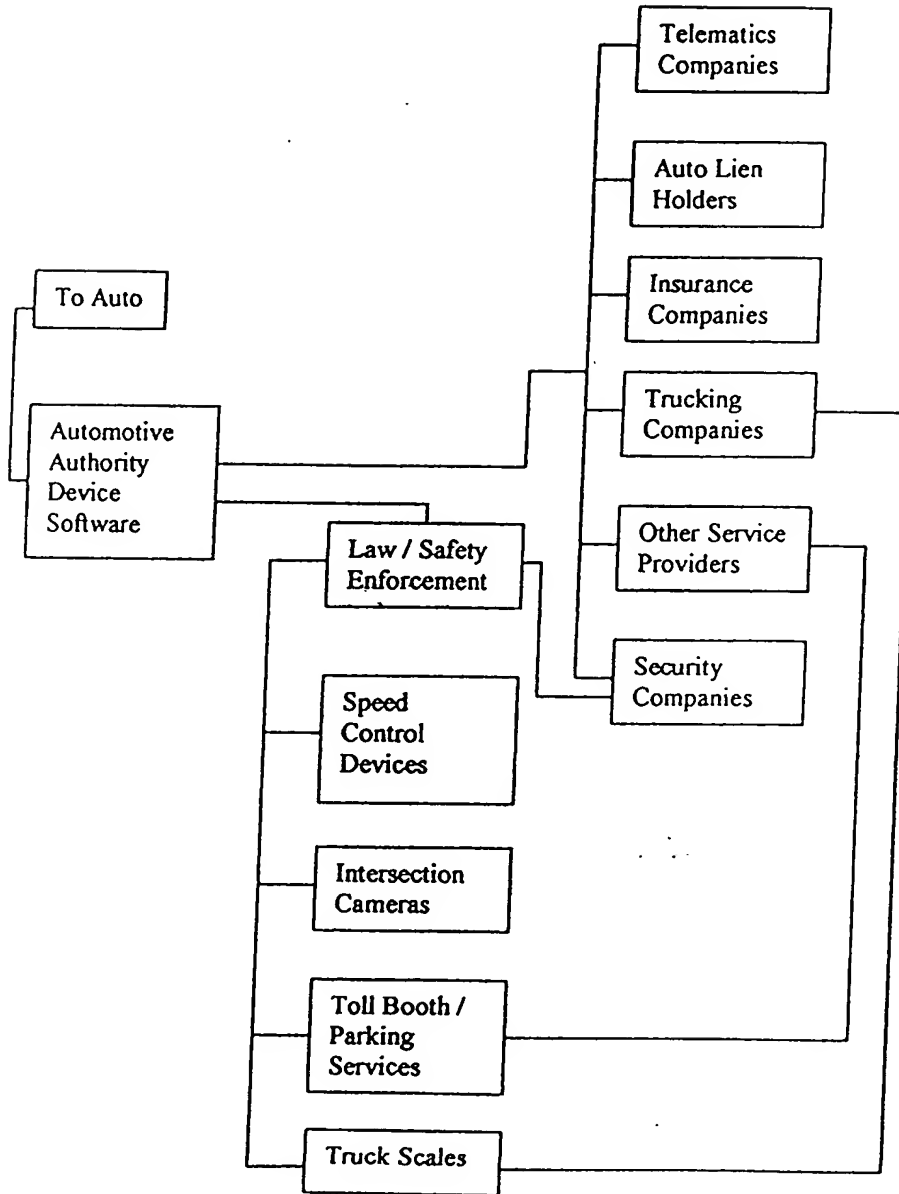 Telematics
Companies
Auto Lien
Holders
Insurance
Companies
To Auto
Trucking
Companies
Automotive
Authority
Device
Software
Law / Safety
Enforcement
Other Service
Providers
Security
Companies
Speed
Control
Devices
Intersection
Cameras
Toll Booth /
Parking
Services
Truck Scales